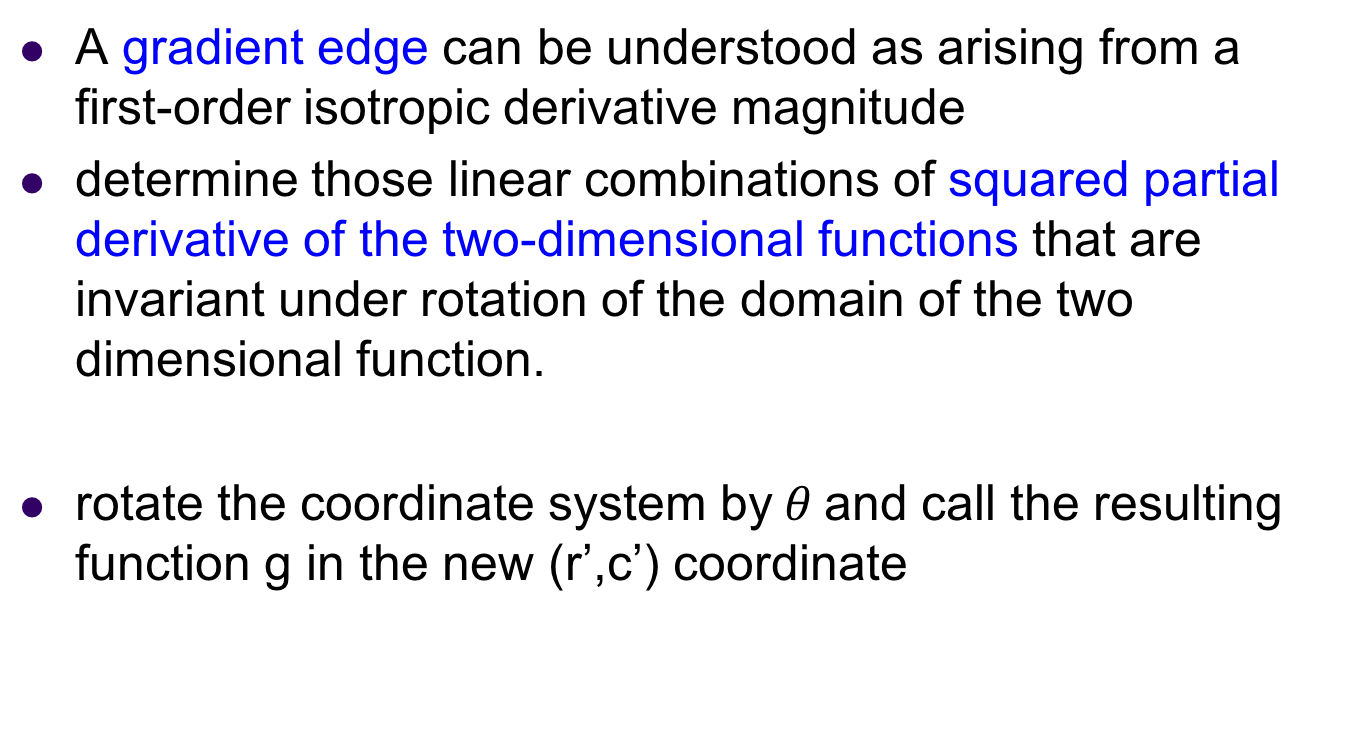 ● A gradient edge can be understood as arising from a
first-order isotropic derivative magnitude
● determine those linear combinations of squared partial
derivative of the two-dimensional functions that are
invariant under rotation of the domain of the two
dimensional function.
● rotate the coordinate system by θ and call the resulting
function g in the new (r’,c’) coordinate